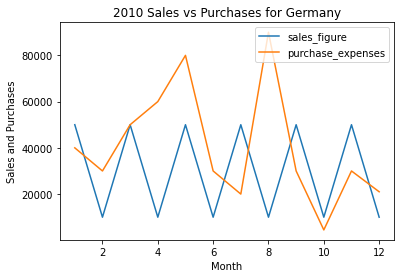 2010 Sales vs Purchases for Germany
sales_figure
purchase_expenses
80000
60000
40000
20000
Sales and Purchases
2 4 6 8 10 12
Month